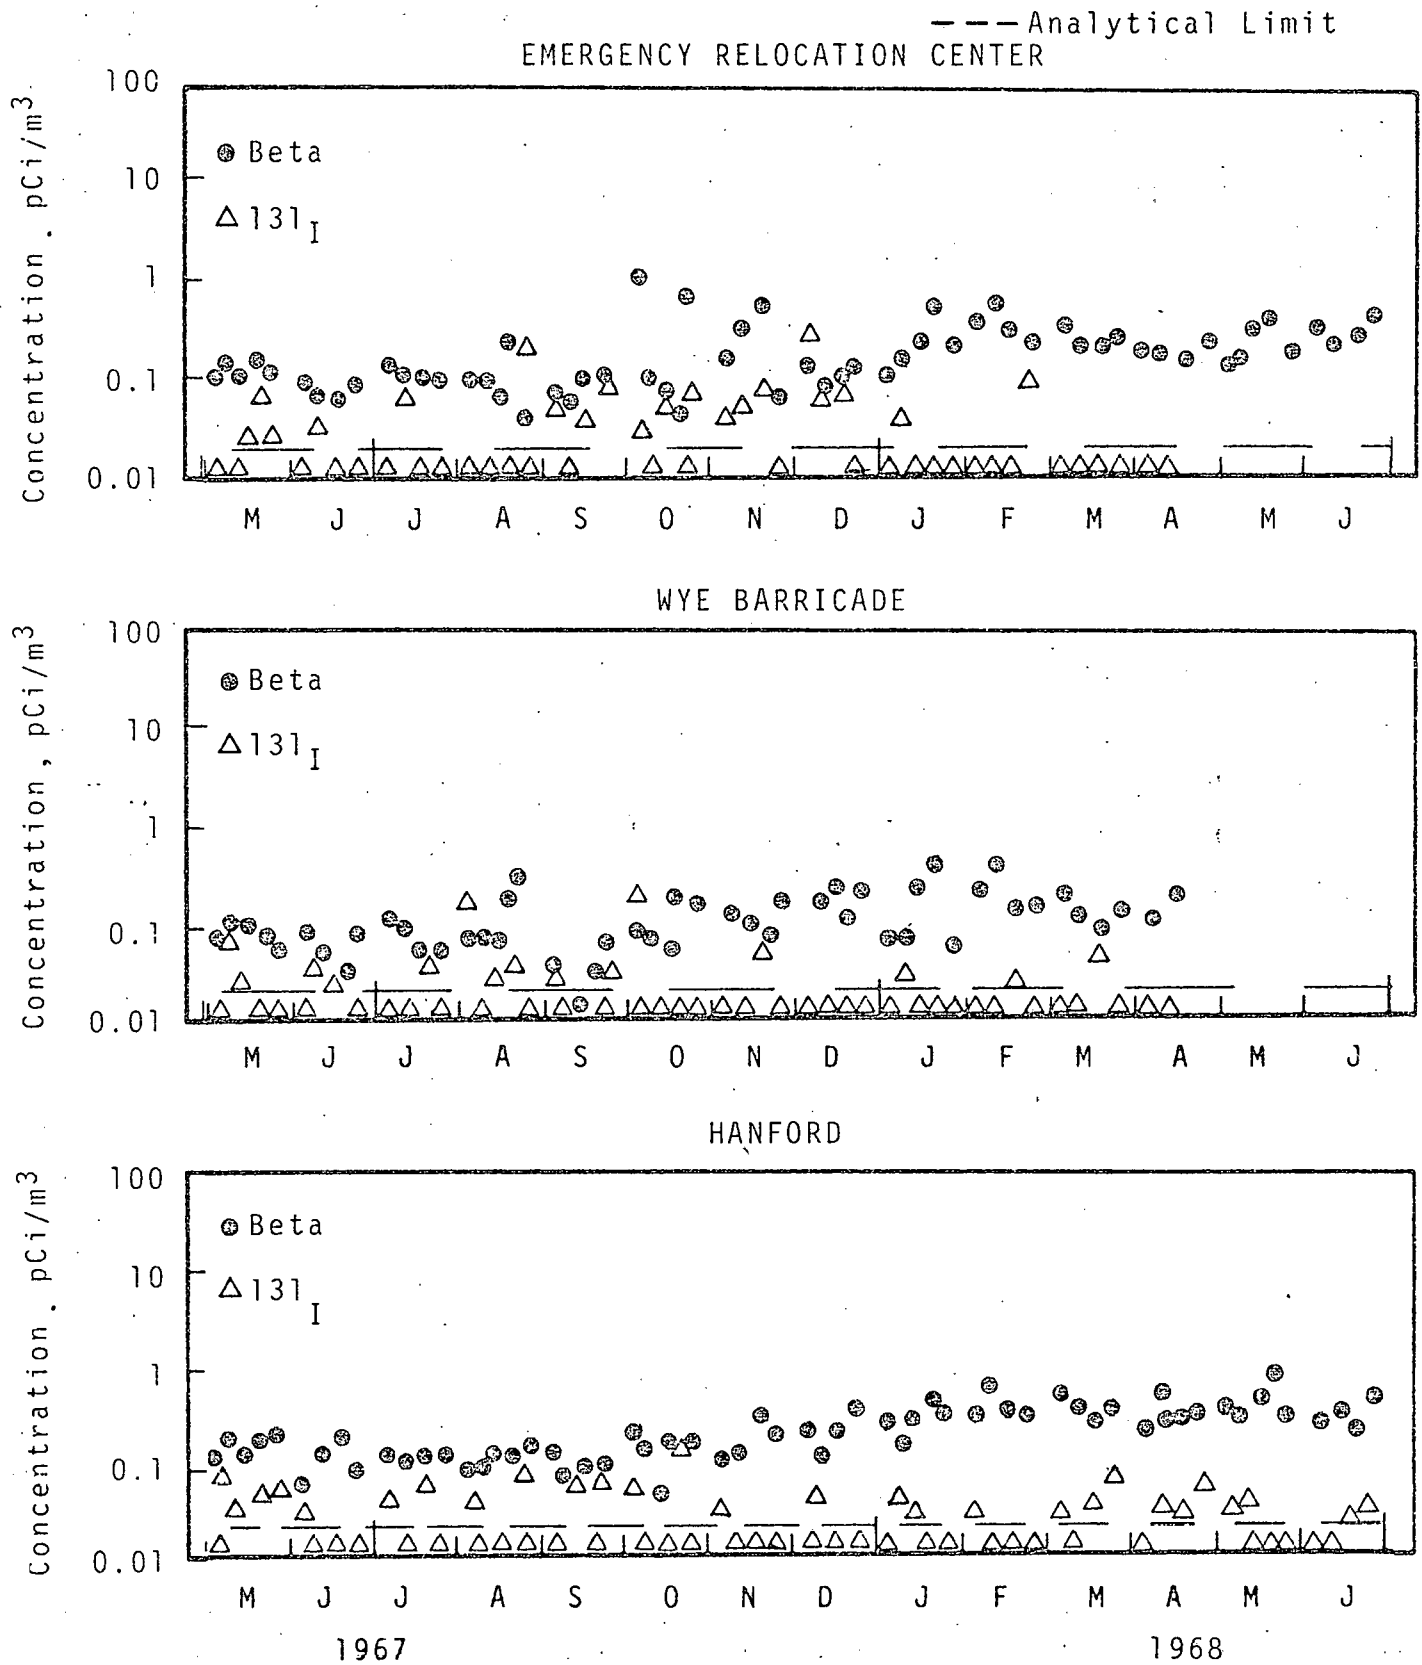 --- Analytical Limit
EMERGENCY RELOCATION CENTER
Concentration, pCi/m³
100
10
1
0.1
0.01
Beta
131I
M J J A S O N D J F M A M J
WYE BARRICADE
Concentration, pCi/m³
100
10
1
0.1
0.01
Beta
131I
M J J A S O N D J F M A M J
HANFORD
Concentration, pCi/m³
100
10
1
0.1
0.01
Beta
131I
M J J A S O N D J F M A M J
1967 1968